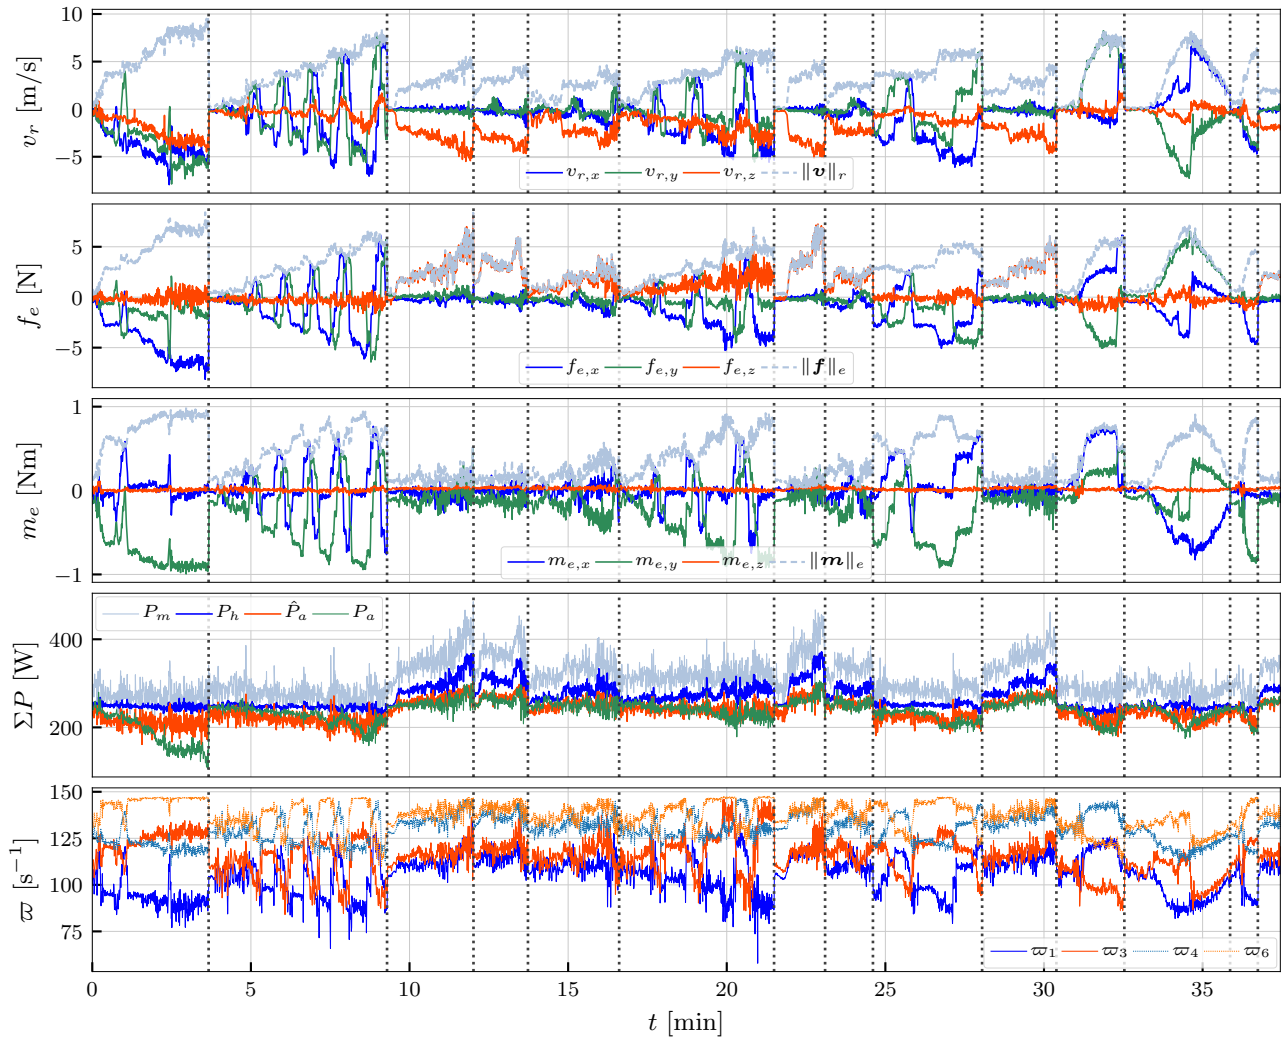 10
5
0
−5
v_r [m/s]
v_{r,x} v_{r,y} v_{r,z} ‖v‖_r
5
0
−5
f_e [N]
f_{e,x} f_{e,y} f_{e,z} ‖f‖_e
1
0
−1
m_e [Nm]
m_{e,x} m_{e,y} m_{e,z} ‖m‖_e
P_m P_h P̂_a P_a
400
200
ΣP [W]
150
125
100
75
ϖ [s⁻¹]
ϖ_1 ϖ_3 ϖ_4 ϖ_6
0 5 10 15 20 25 30 35
t [min]